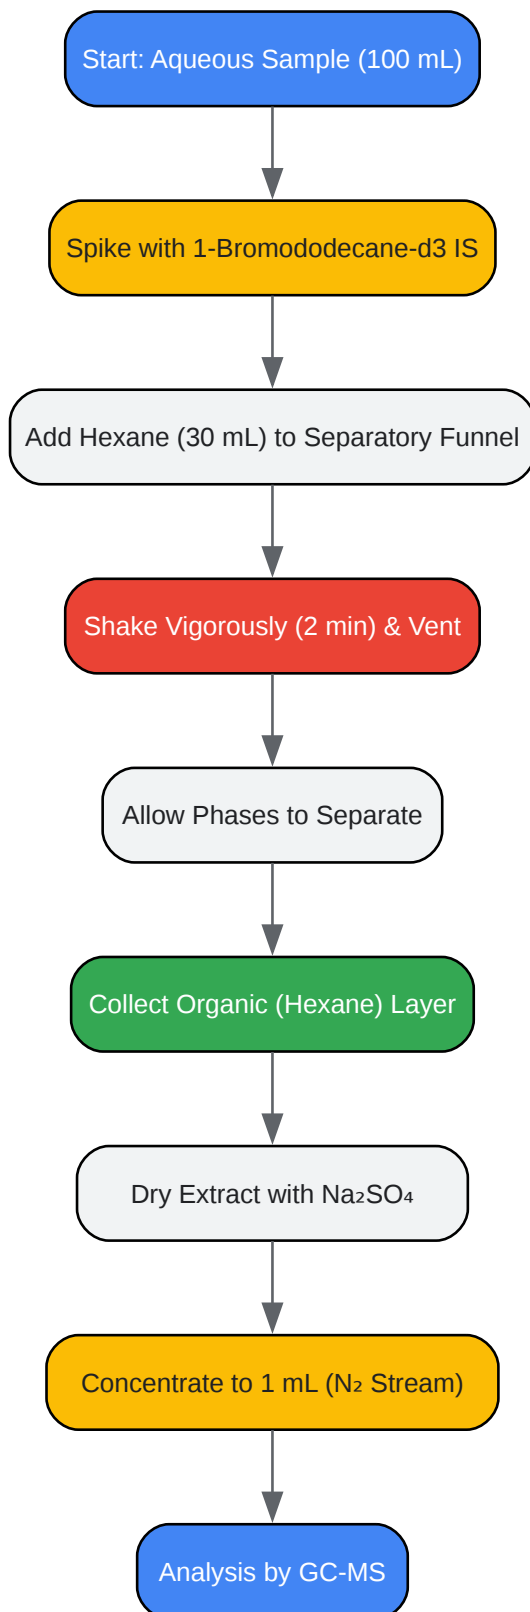 Start: Aqueous Sample (100 mL)
Spike with 1-Bromododecane-d3 IS
Add Hexane (30 mL) to Separatory Funnel
Shake Vigorously (2 min) & Vent
Allow Phases to Separate
Collect Organic (Hexane) Layer
Dry Extract with Na₂SO₄
Concentrate to 1 mL (N₂ Stream)
Analysis by GC-MS